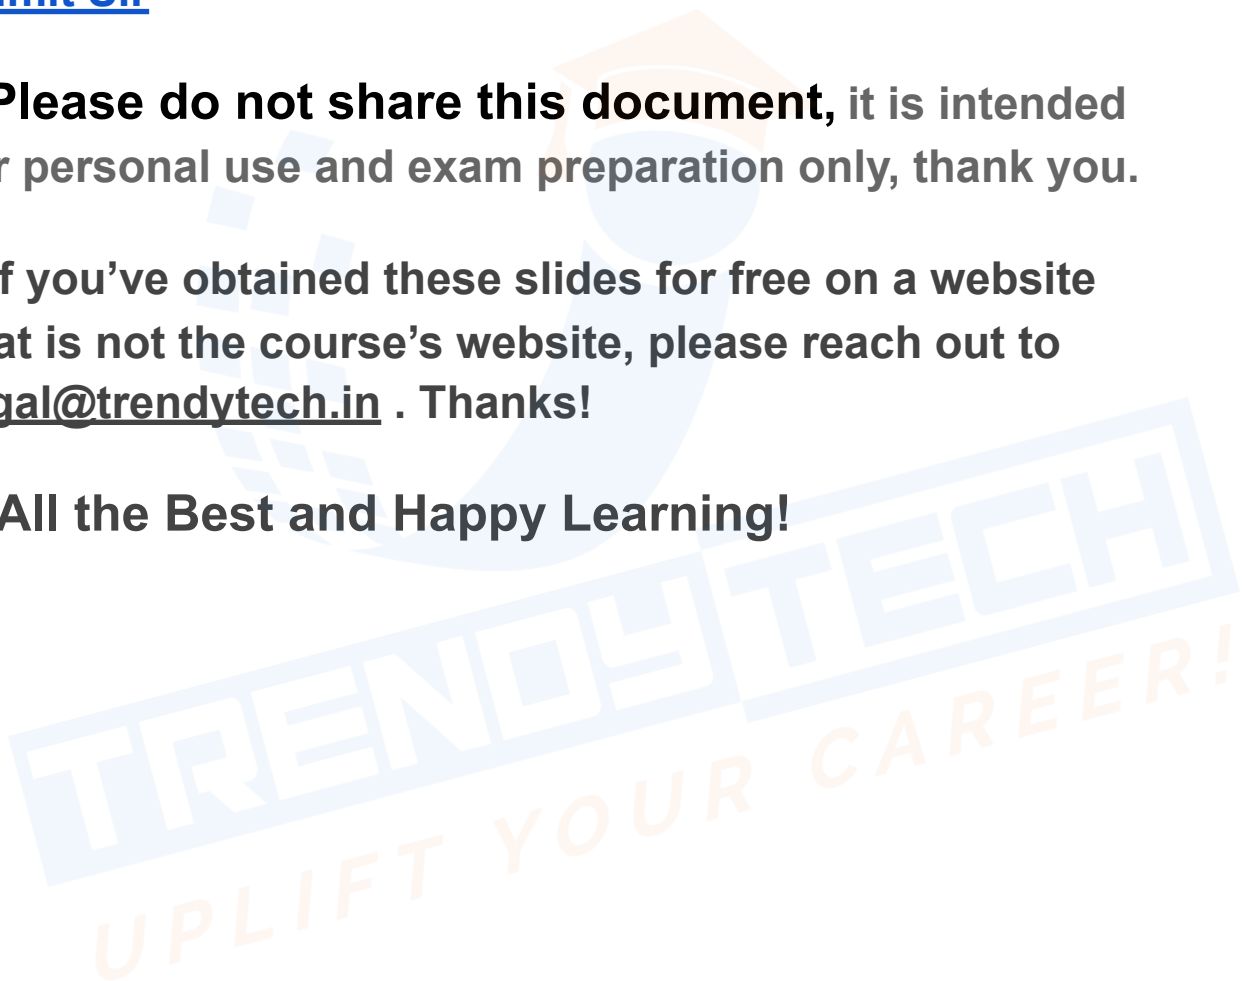 Please do not share this document, it is intended
r personal use and exam preparation only, thank you.
f you’ve obtained these slides for free on a website
at is not the course’s website, please reach out to
gal@trendytech.in . Thanks!
All the Best and Happy Learning!
TRENDYTECH
UPLIFT YOUR CAREER!